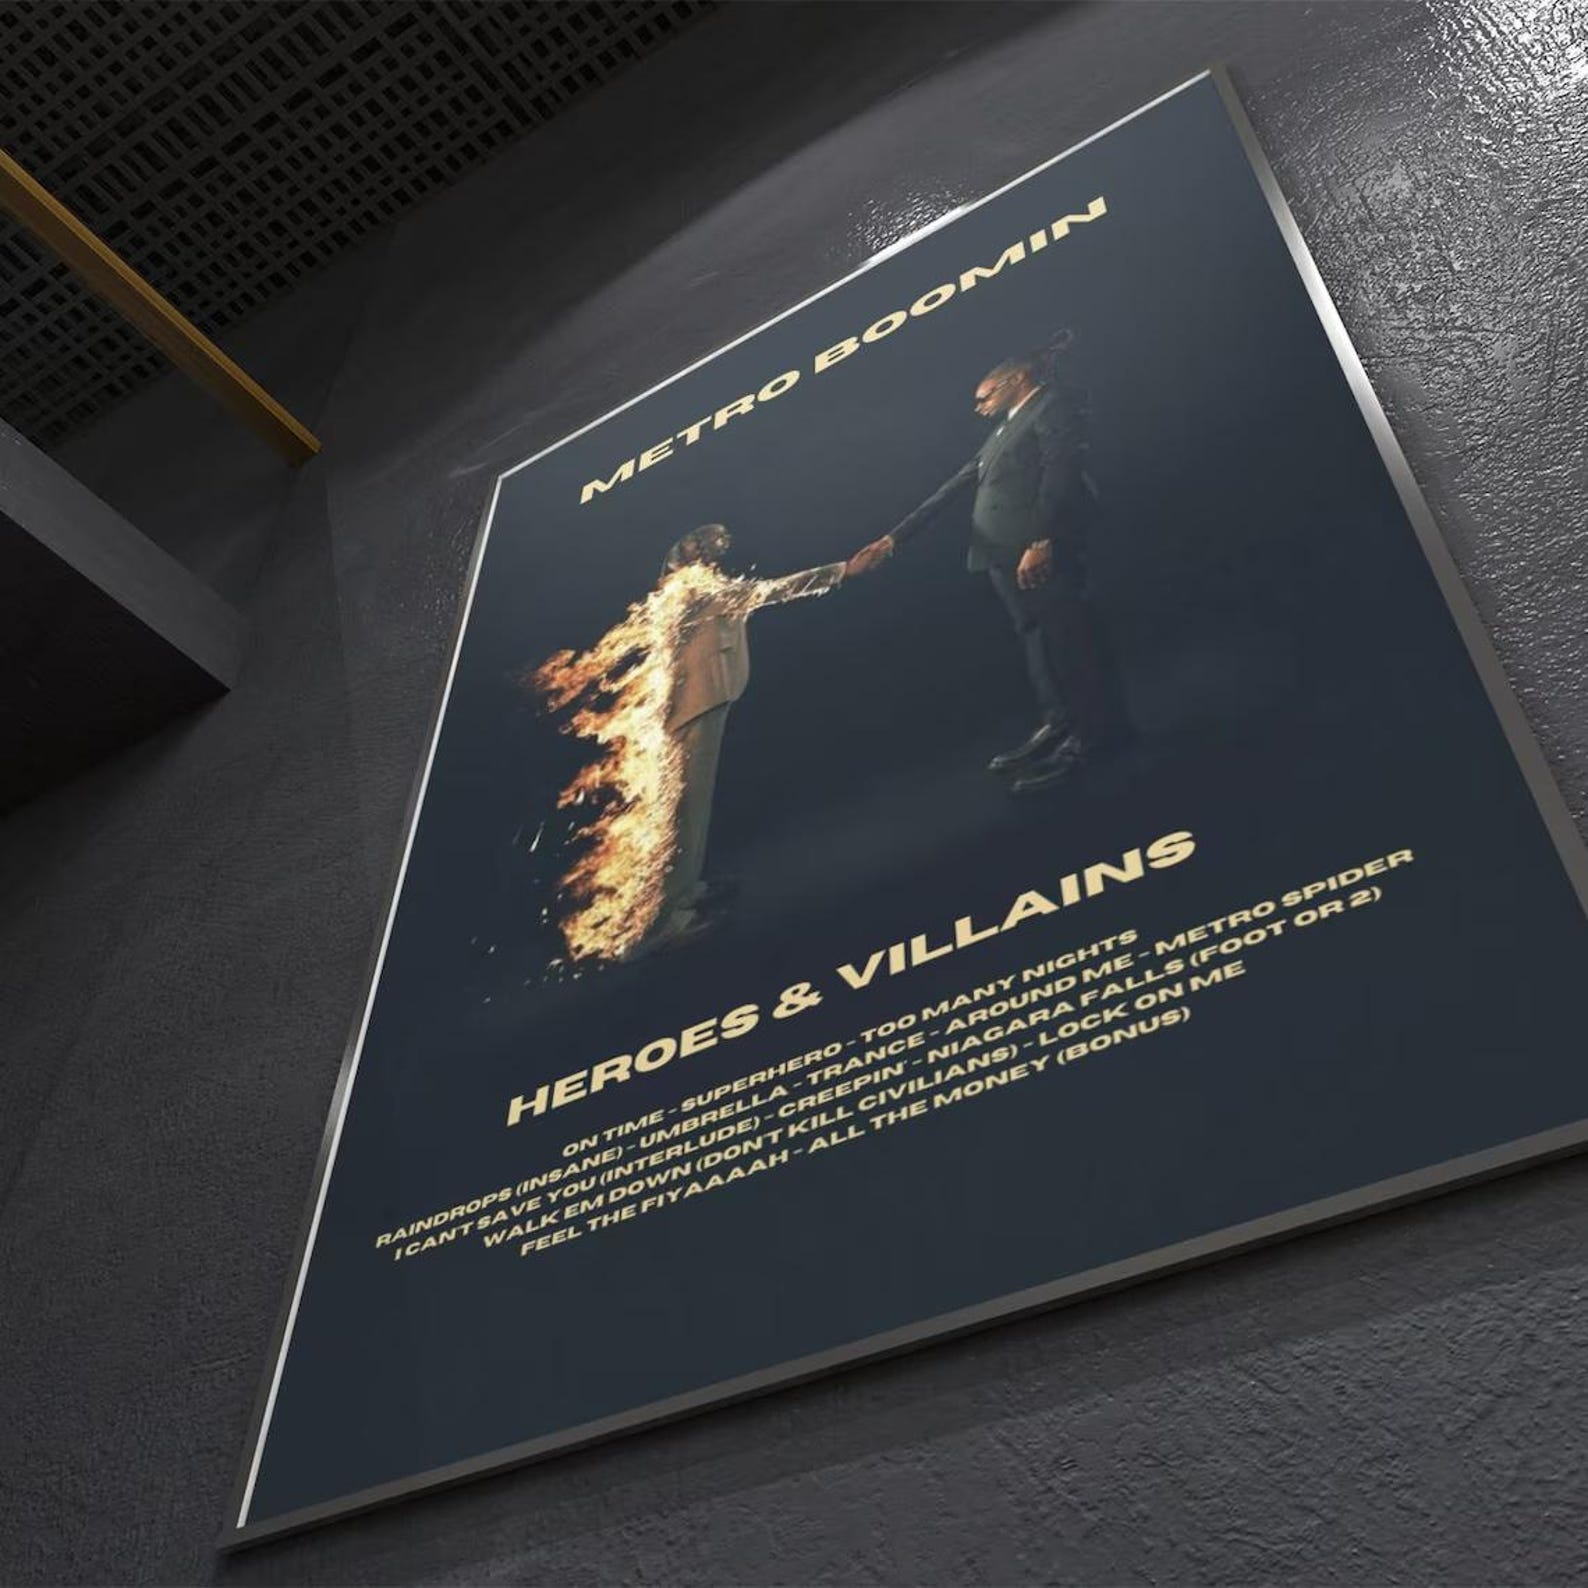 METRO BOOMIN
HEROES & VILLAINS
ON TIME - SUPERHERO - TOO MANY NIGHTS
RAINDROPS (INSANE) - UMBRELLA - TRANCE - AROUND ME - METRO SPIDER
I CAN'T SAVE YOU (INTERLUDE) - CREEPIN' - NIAGARA FALLS (FOOT OR 2)
WALK EM DOWN (DON'T KILL CIVILIANS) - LOCK ON ME
FEEL THE FIYAAAAH - ALL THE MONEY (BONUS)